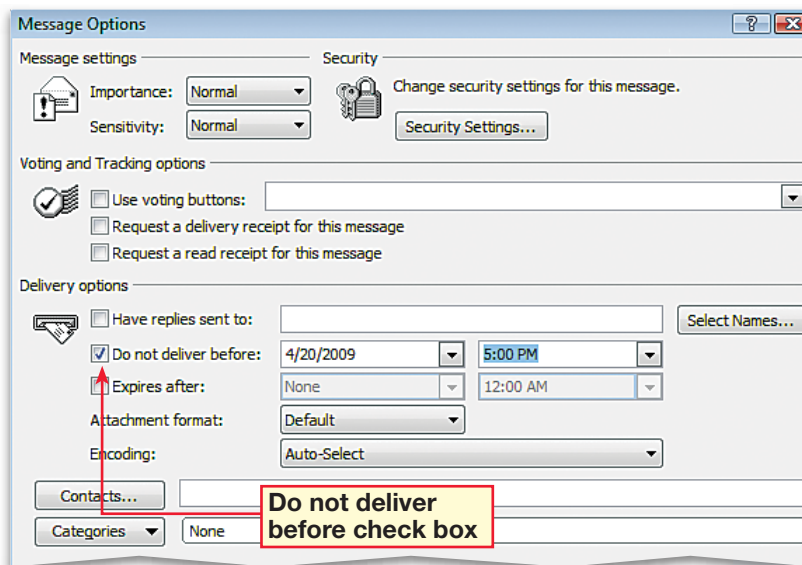 Message Options
Message settings
Security
Importance: Normal
Change security settings for this message.
Sensitivity: Normal
Security Settings...
Voting and Tracking options
Use voting buttons:
Request a delivery receipt for this message
Request a read receipt for this message
Delivery options
Have replies sent to:
Select Names...
Do not deliver before: 4/20/2009 5:00 PM
Expires after: None 12:00 AM
Attachment format: Default
Encoding: Auto-Select
Contacts...
Categories None
Do not deliver
before check box